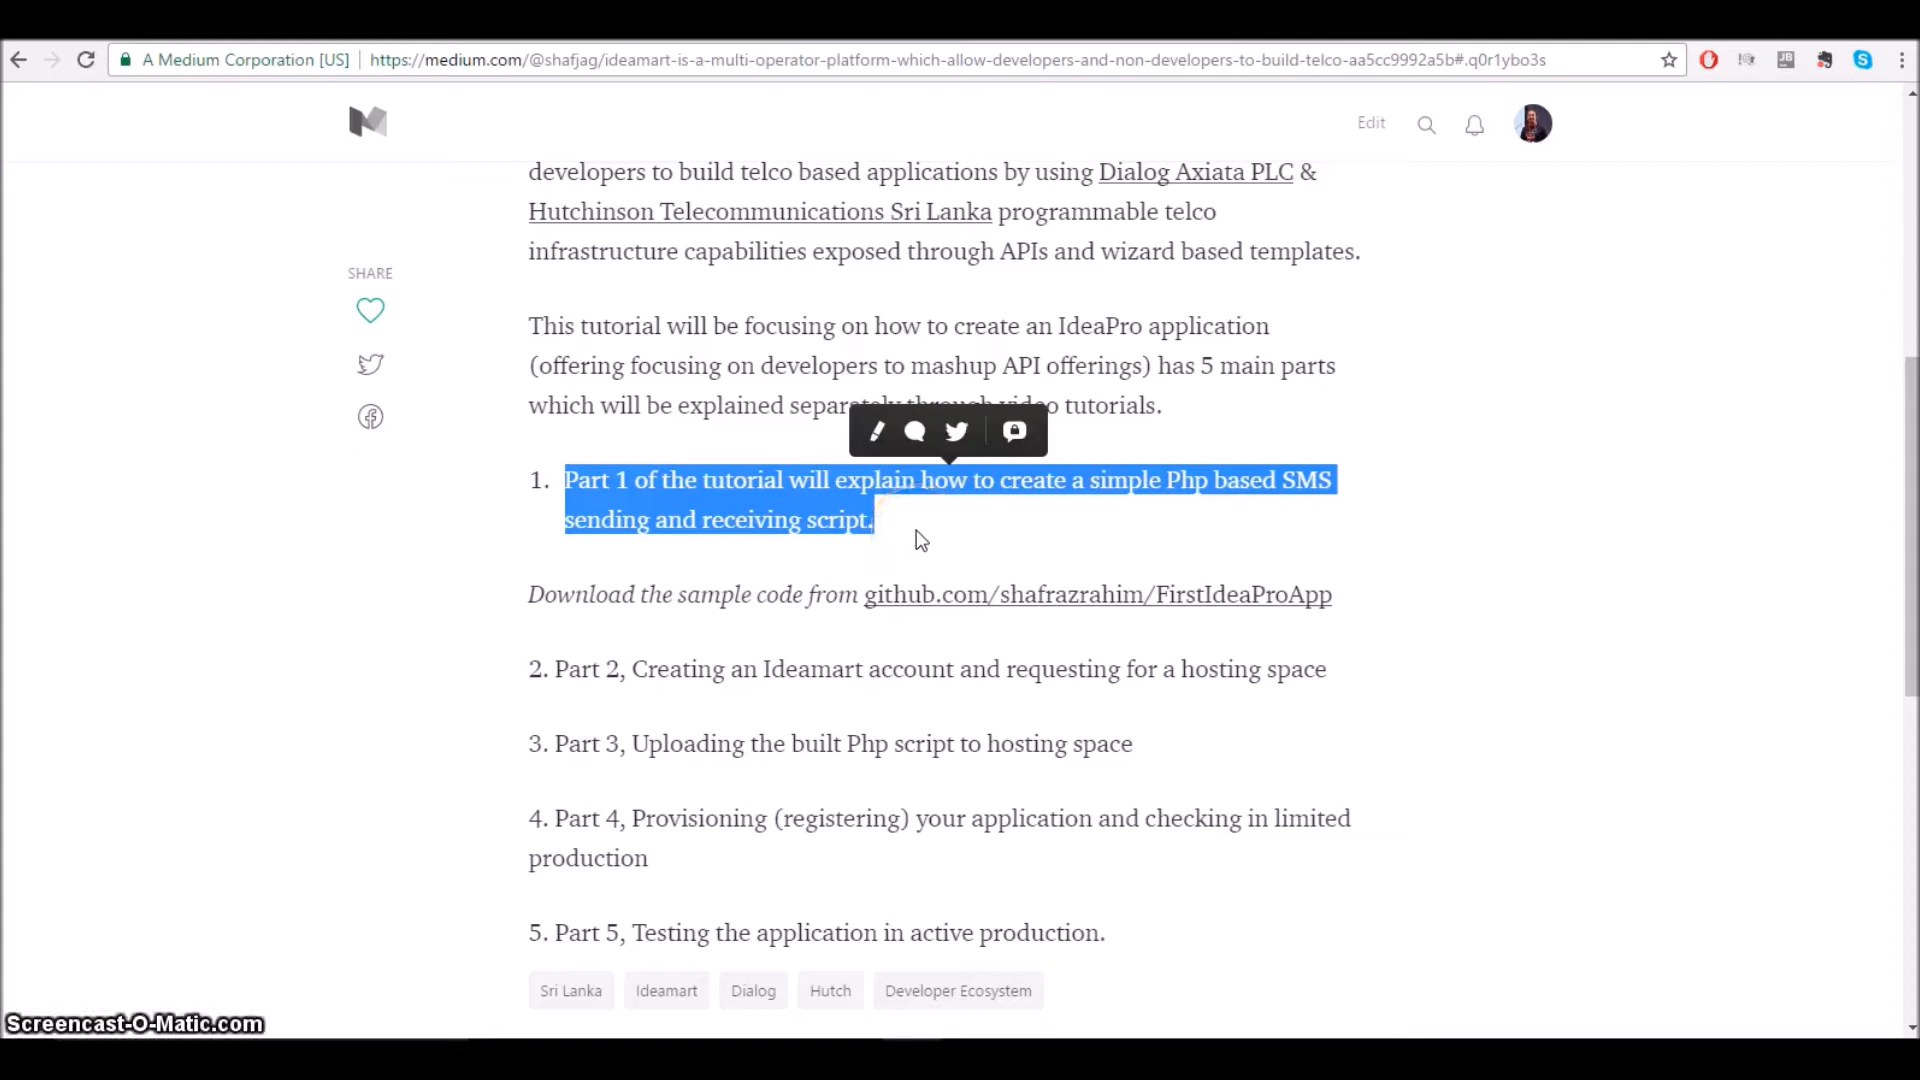 A Medium Corporation [US]
https://medium.com/@shafjag/ideamart-is-a-multi-operator-platform-which-allow-developers-and-non-developers-to-build-telco-aa5cc9992a5b#.q0r1ybo3s
Edit
developers to build telco based applications by using Dialog Axiata PLC &
Hutchinson Telecommunications Sri Lanka programmable telco
infrastructure capabilities exposed through APIs and wizard based templates.
SHARE
This tutorial will be focusing on how to create an IdeaPro application
(offering focusing on developers to mashup API offerings) has 5 main parts
which will be explained separately through video tutorials.
1. Part 1 of the tutorial will explain how to create a simple Php based SMS
sending and receiving script.
Download the sample code from github.com/shafrazrahim/FirstIdeaProApp
2. Part 2, Creating an Ideamart account and requesting for a hosting space
3. Part 3, Uploading the built Php script to hosting space
4. Part 4, Provisioning (registering) your application and checking in limited
production
5. Part 5, Testing the application in active production.
Sri Lanka Ideamart Dialog Hutch Developer Ecosystem
Screencast-O-Matic.com